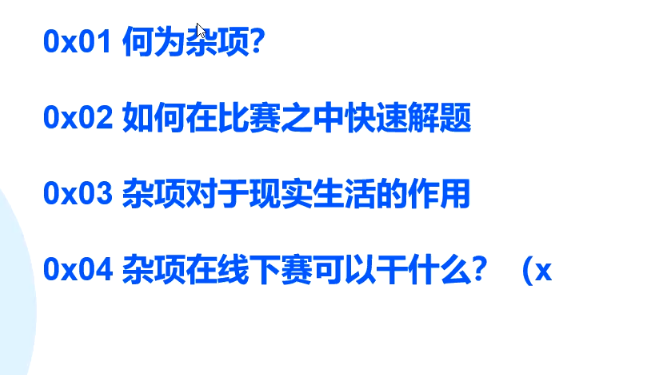 0x01 何为杂项？
0x02 如何在比赛之中快速解题
0x03 杂项对于现实生活的作用
0x04 杂项在线下赛可以干什么？（x